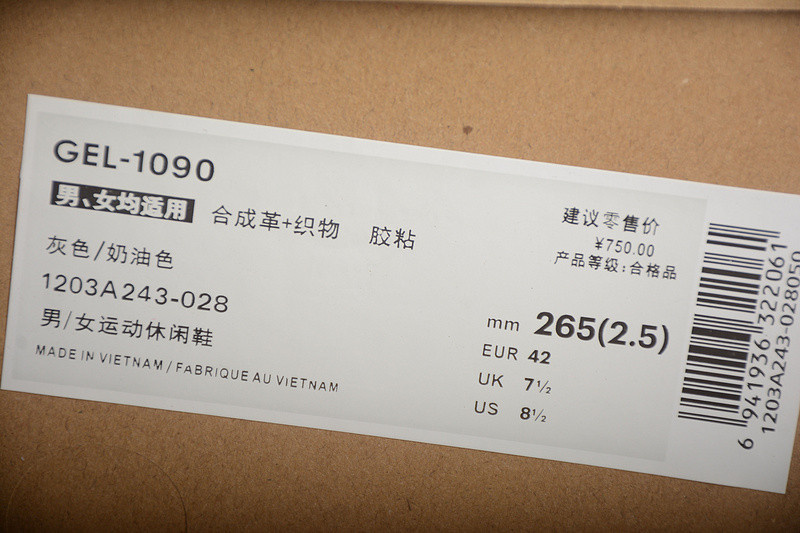 GEL-1090
男、女均适用 合成革+织物 胶粘
灰色/奶油色
1203A243-028
男/女运动休闲鞋
MADE IN VIETNAM / FABRIQUE AU VIETNAM
建议零售价
¥750.00
产品等级:合格品
mm 265(2.5)
EUR 42
UK 7½
US 8½
6 941936 322061
1203A243-028050